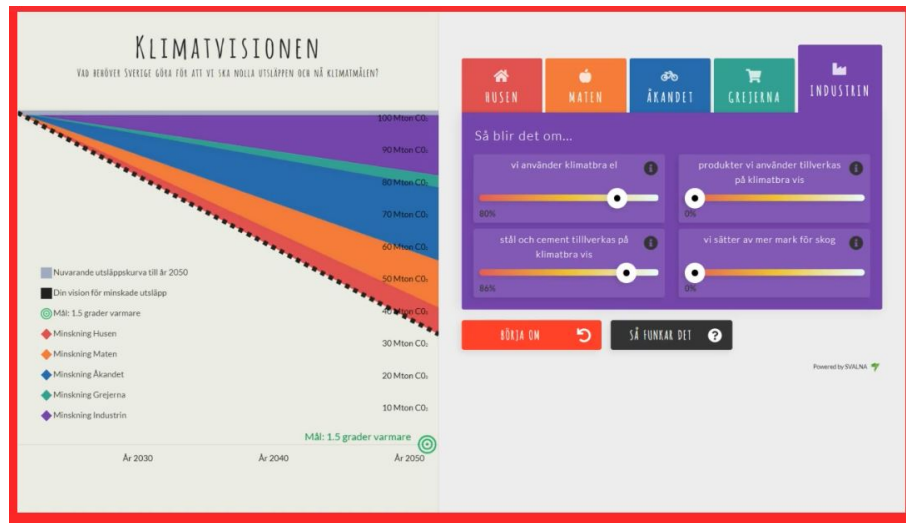 KLIMATVISIONEN
VAD BEHÖVER SVERIGE GÖRA FÖR ATT VI SKA NOLLA UTSLÄPPEN OCH NÅ KLIMATMÅLEN?
100 Mton CO₂
90 Mton CO₂
80 Mton CO₂
70 Mton CO₂
60 Mton CO₂
50 Mton CO₂
40 Mton CO₂
30 Mton CO₂
20 Mton CO₂
10 Mton CO₂
Nuvarande utsläppskurva till år 2050
Din vision för minskade utsläpp
Mål: 1.5 grader varmare
Minskning Husen
Minskning Maten
Minskning Åkandet
Minskning Grejerna
Minskning Industrin
Mål: 1.5 grader varmare
År 2030
År 2040
År 2050
HUSEN
MATEN
ÅKANDET
GREJERNA
INDUSTRIN
Så blir det om...
vi använder klimatbra el
80%
produkter vi använder tillverkas
på klimatbra vis
0%
stål och cement tilllverkas på
klimatbra vis
86%
vi sätter av mer mark för skog
0%
BÖRJA OM
SÅ FUNKAR DET
Powered by SVALNA